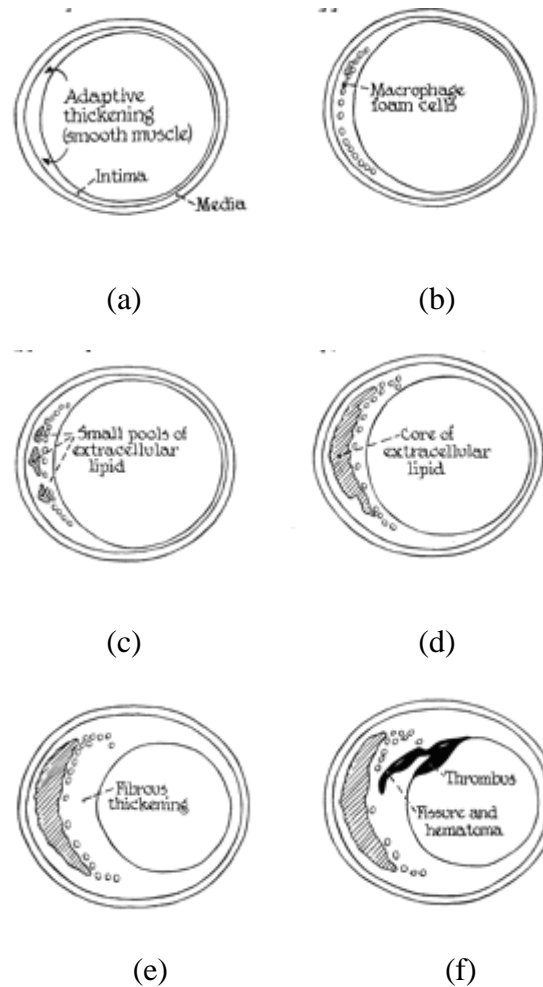 Adaptive
thickening
(smooth muscle)
Intima
Media
(a)
Macrophage
foam cells
(b)
Small pools of
extracellular
lipid
(c)
Core of
extracellular
lipid
(d)
Fibrous
thickening
(e)
Thrombus
Fissure and
hematoma
(f)